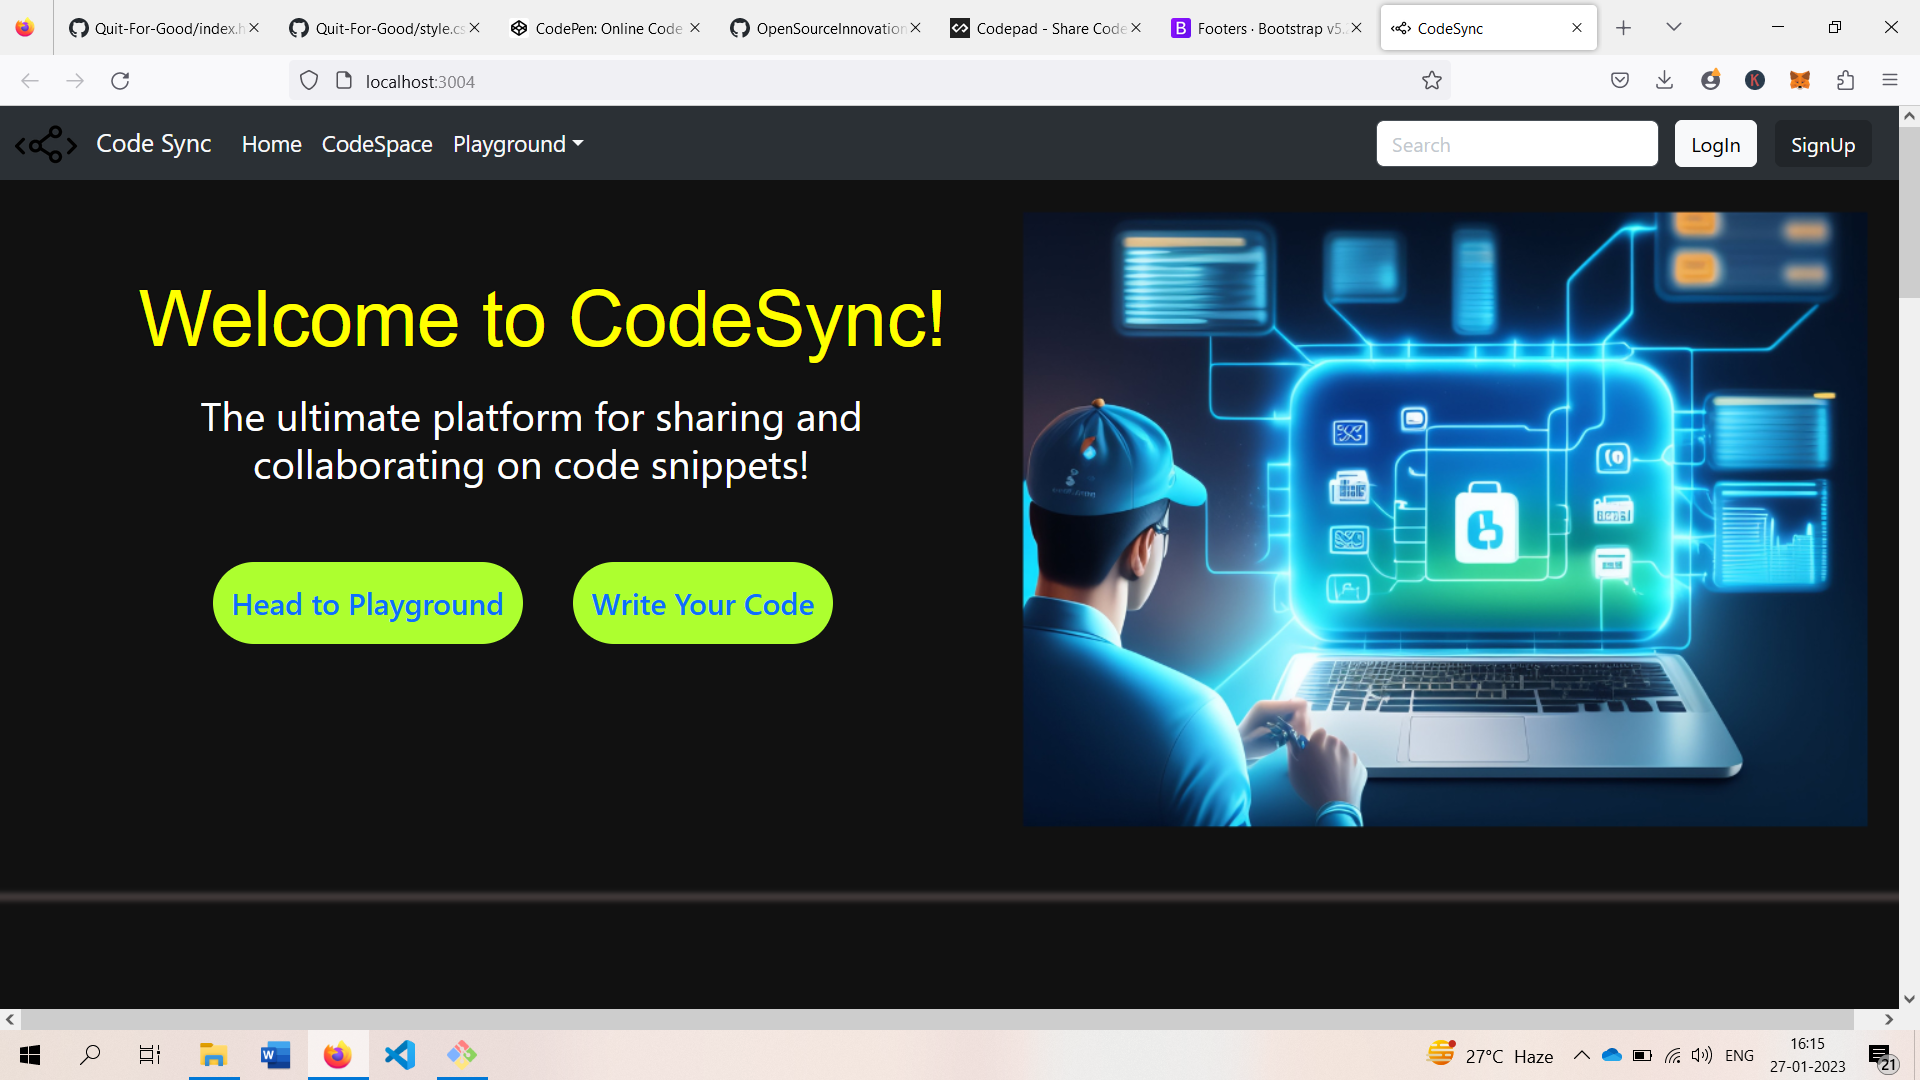 Quit-For-Good/index.h
Quit-For-Good/style.cs
CodePen: Online Code
OpenSourceInnovation
Codepad - Share Code
Footers · Bootstrap v5.
CodeSync
localhost:3004
K
Code Sync
Home
CodeSpace
Playground
Search
LogIn
SignUp
Welcome to CodeSync!
The ultimate platform for sharing and
collaborating on code snippets!
Head to Playground
Write Your Code
27°C Haze
ENG
16:15
27-01-2023
21